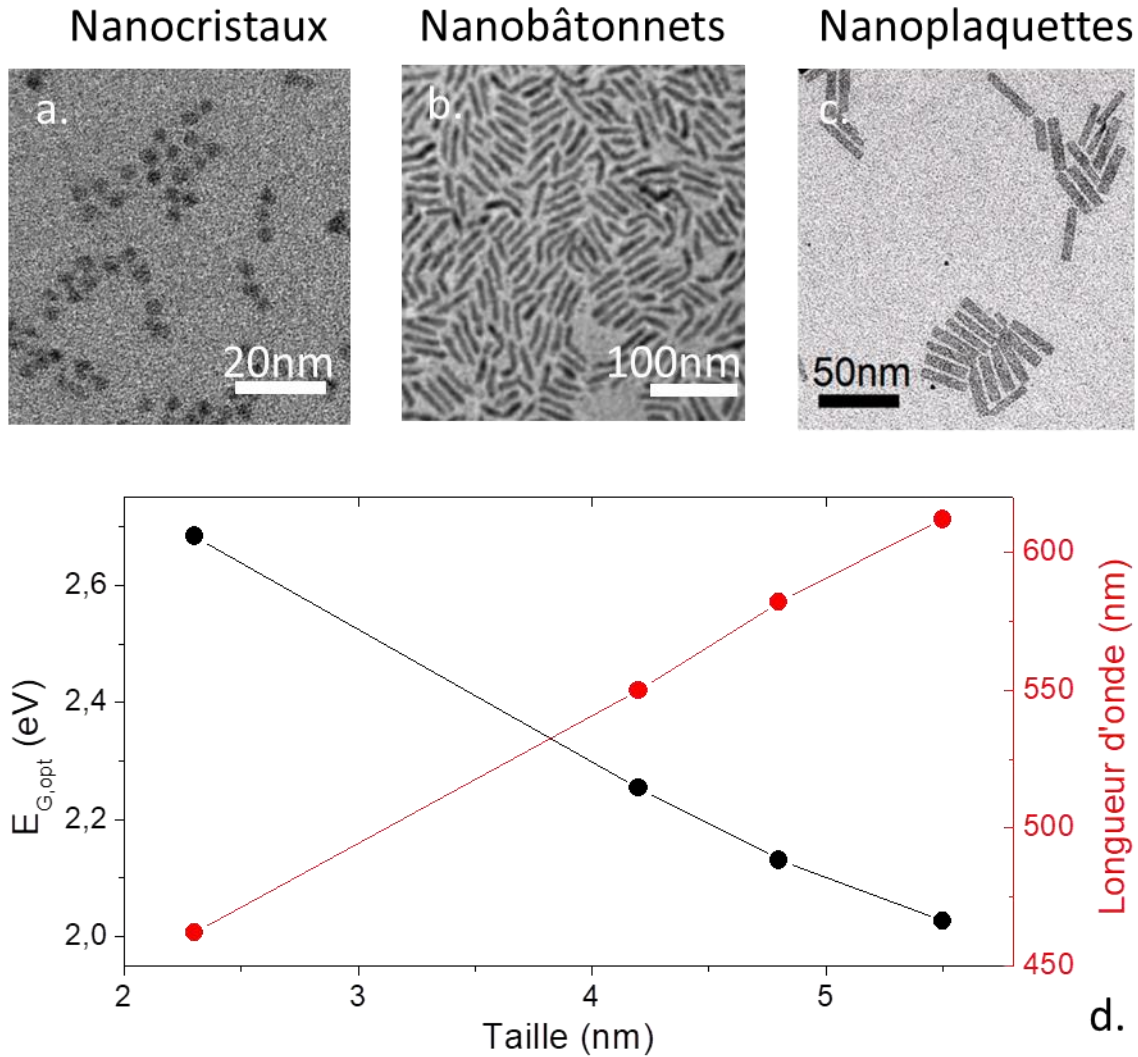 Nanocristaux
Nanobâtonnets
Nanoplaquettes
a.
b.
c.
20nm
100nm
50nm
2,6
2,4
2,2
2,0
E_G,opt (eV)
600
550
500
450
Longueur d'onde (nm)
2 3 4 5
Taille (nm)
d.